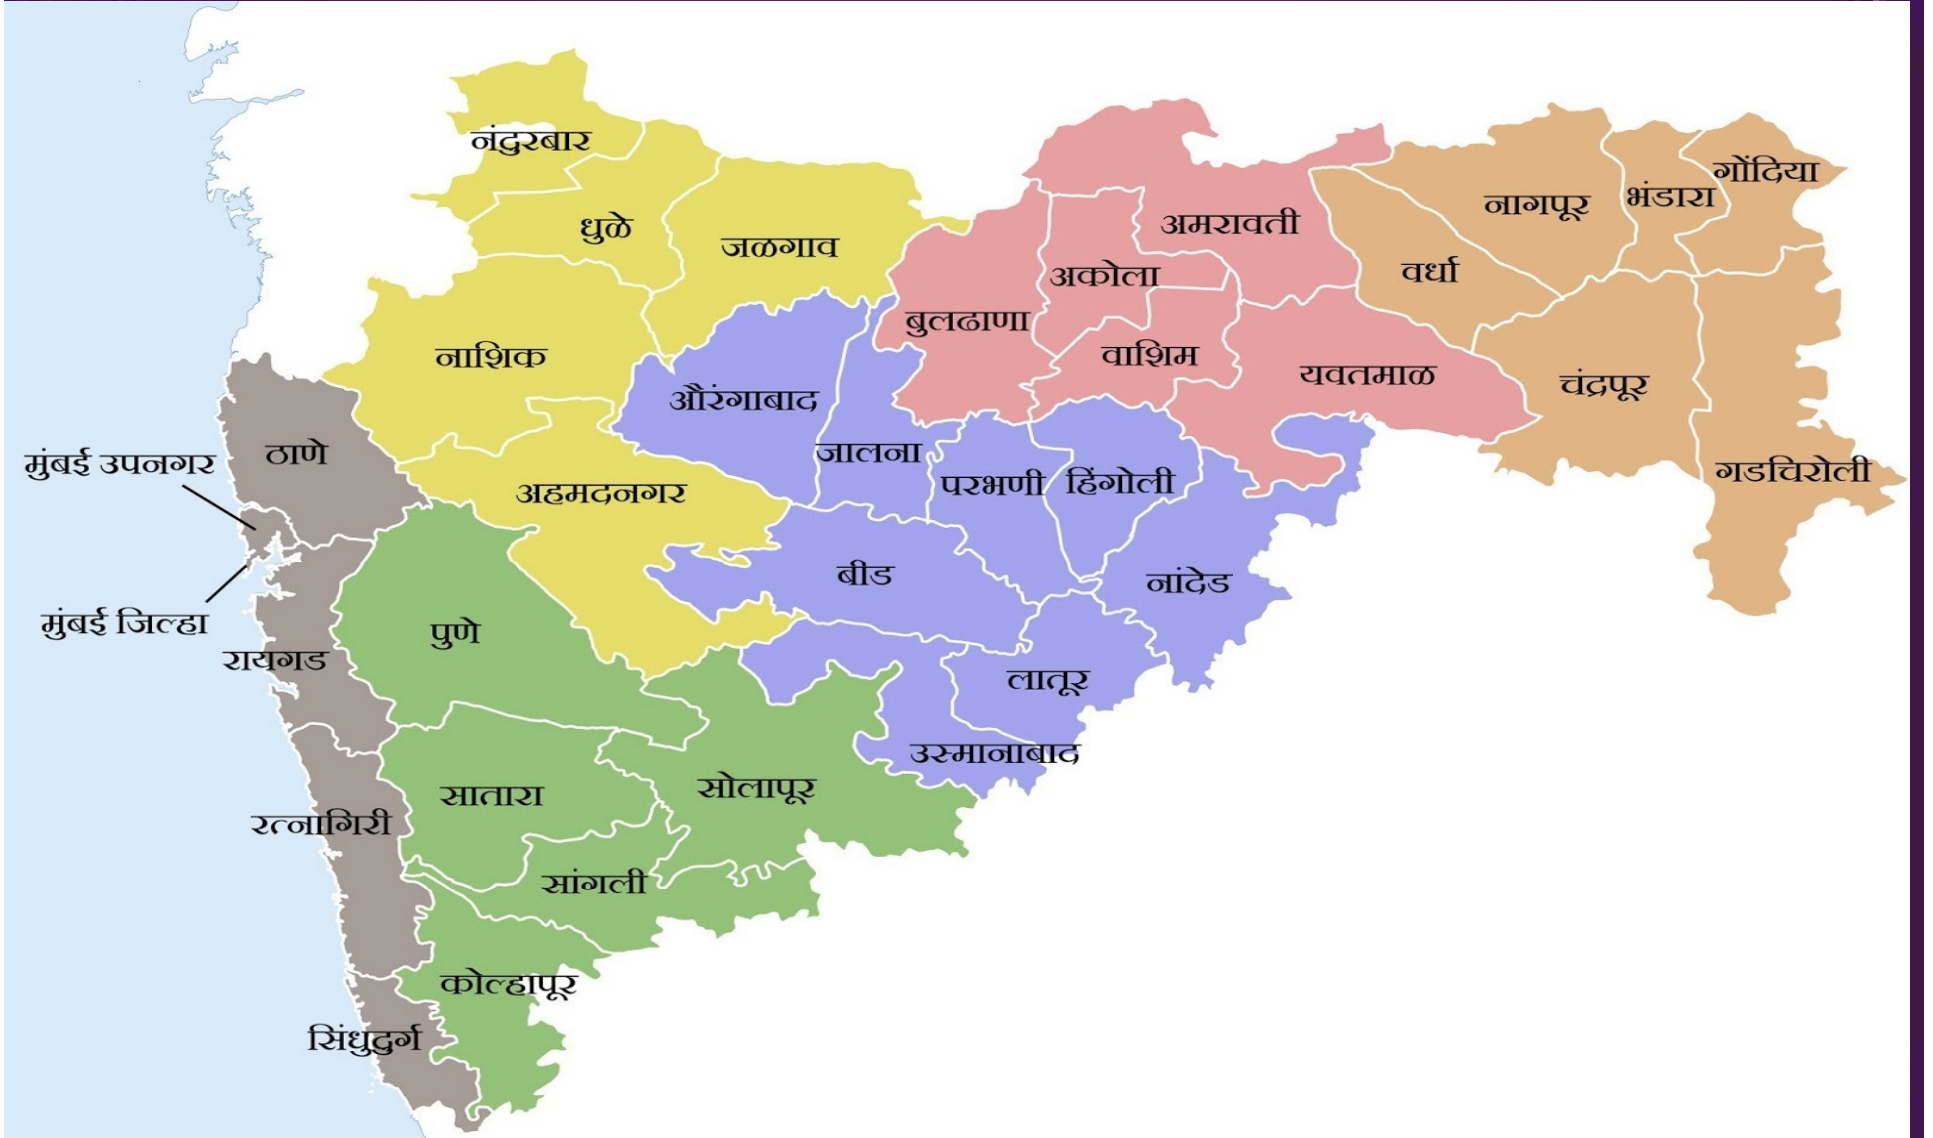 नंदुरबार
धुळे
जळगाव
नाशिक
अहमदनगर
औरंगाबाद
जालना
परभणी
हिंगोली
बीड
नांदेड
लातूर
उस्मानाबाद
बुलढाणा
अकोला
अमरावती
वाशिम
यवतमाळ
नागपूर
भंडारा
गोंदिया
वर्धा
चंद्रपूर
गडचिरोली
ठाणे
मुंबई उपनगर
मुंबई जिल्हा
रायगड
रत्नागिरी
सिंधुदुर्ग
पुणे
सातारा
सोलापूर
सांगली
कोल्हापूर